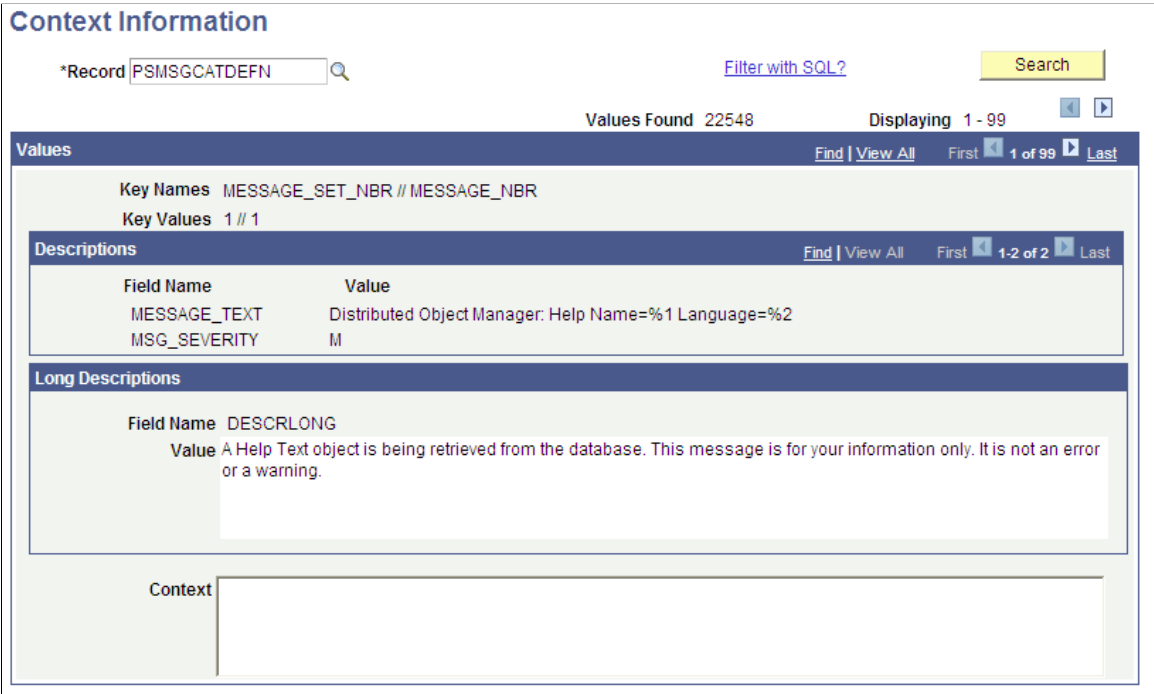 Context Information
*Record PSMSGCATDEFN Filter with SQL? Search
Values Found 22548 Displaying 1 - 99
Values Find | View All First 1 of 99 Last
Key Names MESSAGE_SET_NBR // MESSAGE_NBR
Key Values 1 // 1
Descriptions Find | View All First 1-2 of 2 Last
Field Name Value
MESSAGE_TEXT Distributed Object Manager: Help Name=%1 Language=%2
MSG_SEVERITY M
Long Descriptions
Field Name DESCRLONG
Value A Help Text object is being retrieved from the database. This message is for your information only. It is not an error
or a warning.
Context